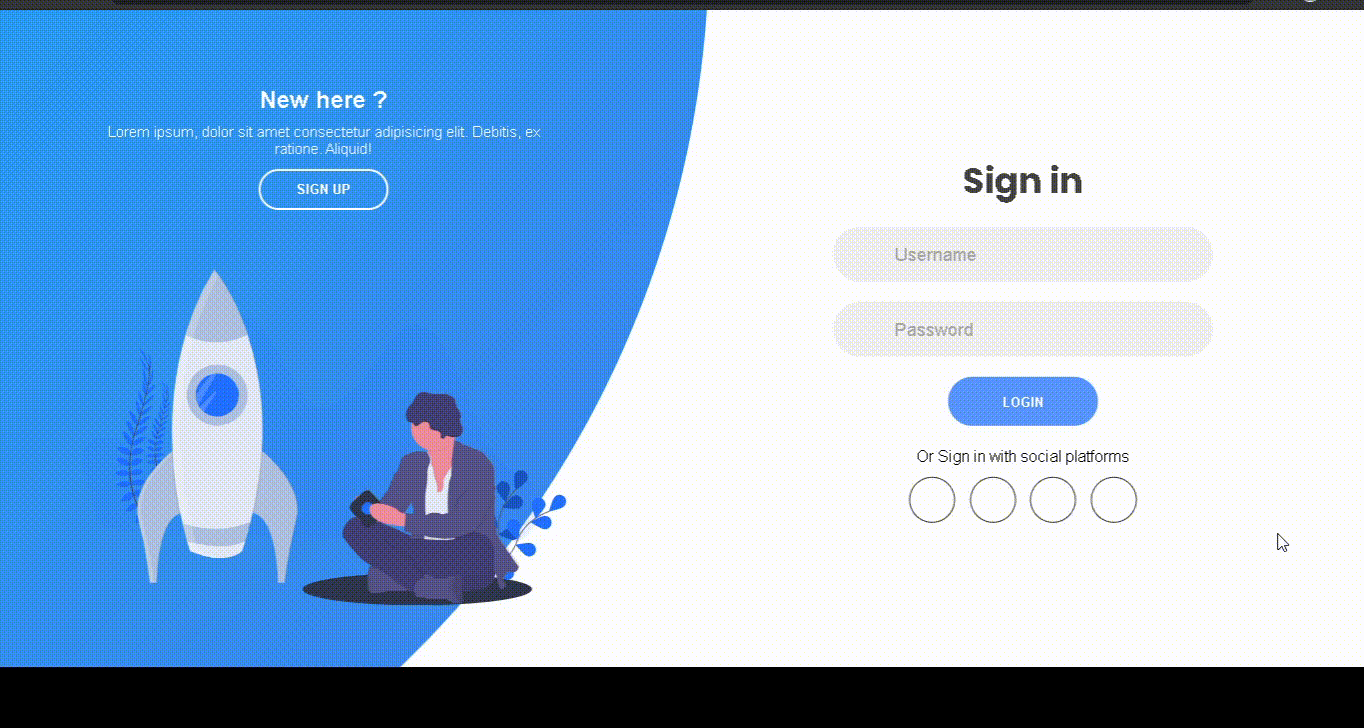 New here ?
Lorem ipsum, dolor sit amet consectetur adipisicing elit. Debitis, ex
ratione. Aliquid!
SIGN UP
Sign in
Username
Password
LOGIN
Or Sign in with social platforms